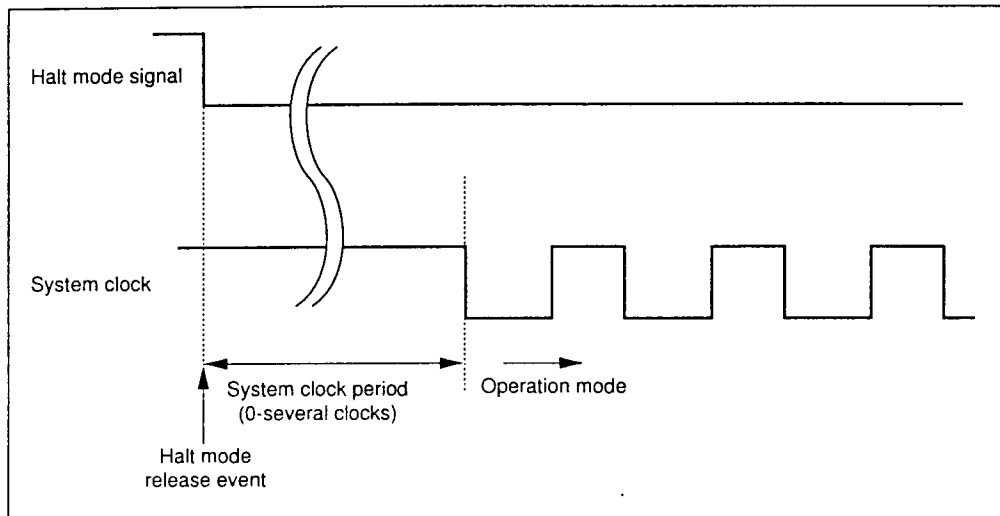 Halt mode signal
System clock
System clock period
(0-several clocks)
Operation mode
Halt mode
release event